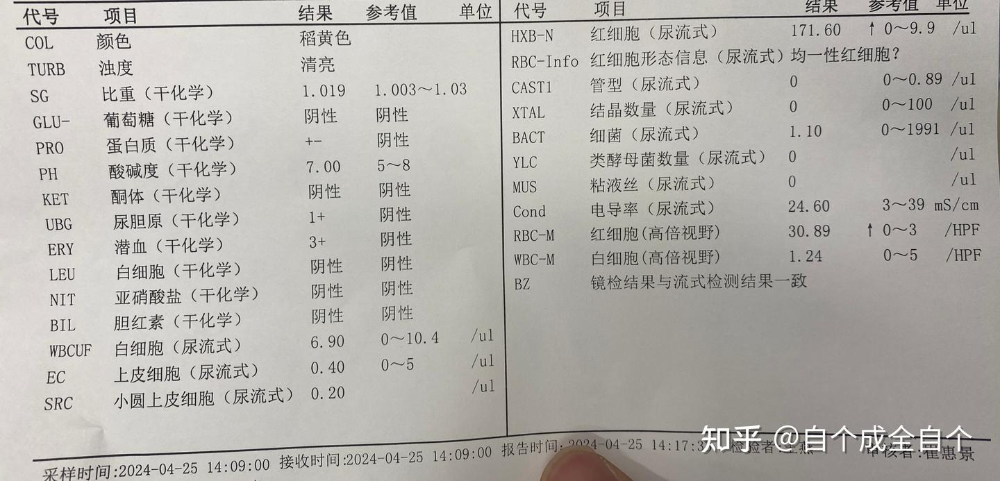 代号 项目 结果 参考值 单位
COL 颜色 稻黄色
TURB 浊度 清亮
SG 比重（干化学） 1.019 1.003～1.03
GLU- 葡萄糖（干化学） 阴性 阴性
PRO 蛋白质（干化学） +- 阴性
PH 酸碱度（干化学） 7.00 5～8
KET 酮体（干化学） 阴性 阴性
UBG 尿胆原（干化学） 1+ 阴性
ERY 潜血（干化学） 3+ 阴性
LEU 白细胞（干化学） 阴性 阴性
NIT 亚硝酸盐（干化学） 阴性 阴性
BIL 胆红素（干化学） 阴性 阴性
WBCUF 白细胞（尿流式） 6.90 0～10.4 /ul
EC 上皮细胞（尿流式） 0.40 0～5 /ul
SRC 小圆上皮细胞（尿流式） 0.20 /ul
代号 项目 结果 参考值 单位
HXB-N 红细胞（尿流式） 171.60 ↑ 0～9.9 /ul
RBC-Info 红细胞形态信息（尿流式）均一性红细胞？
CAST1 管型（尿流式） 0 0～0.89 /ul
XTAL 结晶数量（尿流式） 0 0～100 /ul
BACT 细菌（尿流式） 1.10 0～1991 /ul
YLC 类酵母菌数量（尿流式） 0 /ul
MUS 粘液丝（尿流式） 0 /ul
Cond 电导率（尿流式） 24.60 3～39 mS/cm
RBC-M 红细胞(高倍视野) 30.89 ↑ 0～3 /HPF
WBC-M 白细胞(高倍视野) 1.24 0～5 /HPF
BZ 镜检结果与流式检测结果一致
采样时间:2024-04-25 14:09:00 接收时间:2024-04-25 14:09:00 报告时间:2024-04-25 14:17:3 检验者 审核者:崔惠景
知乎 @自个成全自个